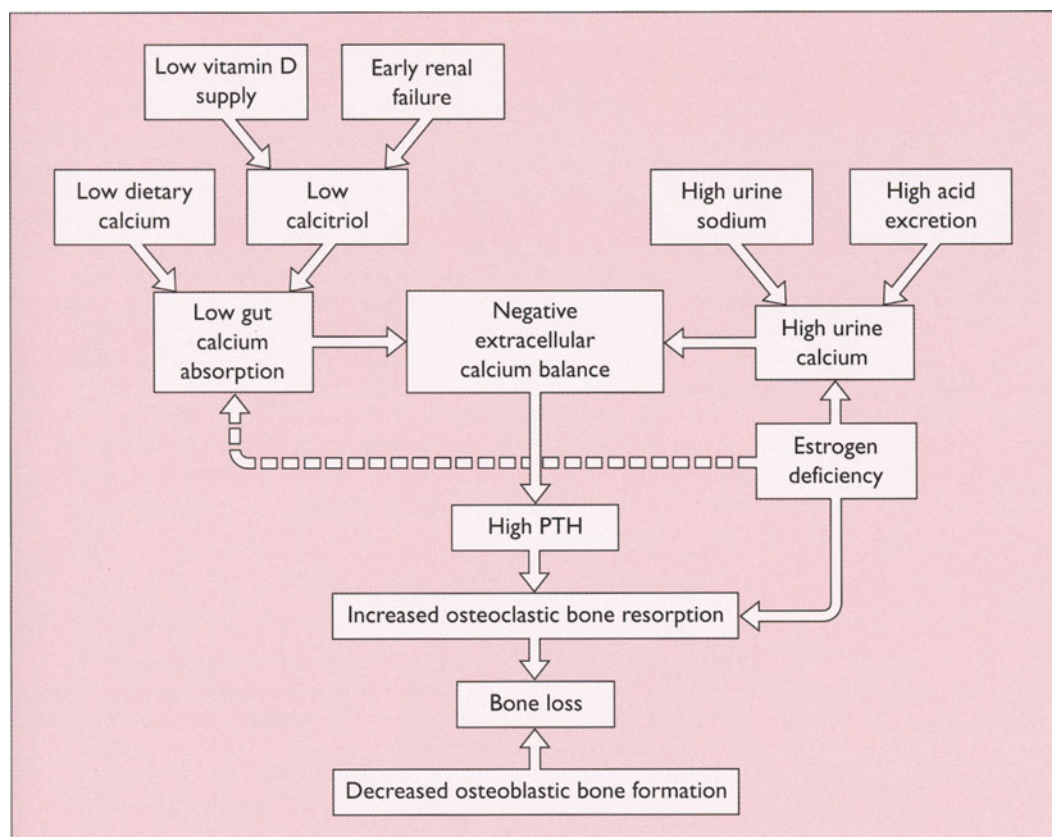 Low vitamin D
supply
Early renal
failure
Low dietary
calcium
Low
calcitriol
High urine
sodium
High acid
excretion
Low gut
calcium
absorption
Negative
extracellular
calcium balance
High urine
calcium
Estrogen
deficiency
High PTH
Increased osteoclastic bone resorption
Bone loss
Decreased osteoblastic bone formation